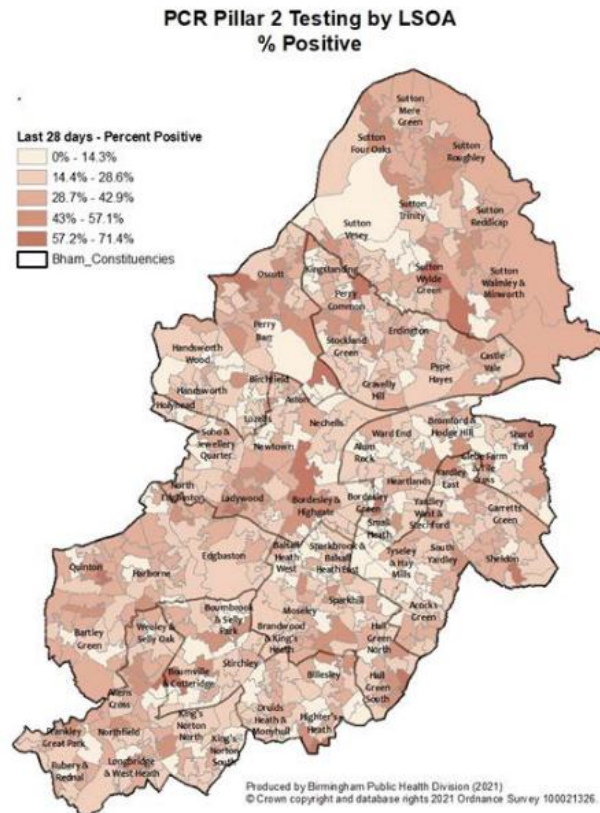 PCR Pillar 2 Testing by LSOA
% Positive
Last 28 days - Percent Positive
0% - 14.3%
14.4% - 28.6%
28.7% - 42.9%
43% - 57.1%
57.2% - 71.4%
Bham_Constituencies
Sutton
Mere
Green
Sutton
Four Oaks
Sutton
Roughley
Sutton
Trinity
Sutton
Reddicap
Sutton
Vesey
Sutton
Wylde
Green
Sutton
Walmley &
Minworth
Oscott
Kingstanding
Perry
Common
Perry
Barr
Stockland
Green
Erdington
Castle
Vale
Pype
Hayes
Gravelly
Hill
Handsworth
Wood
Handsworth
Birchfield
Aston
Holyhead
Lozells
Soho &
Jewellery
Quarter
Newtown
Nechells
Ward End
Bromford &
Hodge Hill
Shard
End
Alum
Rock
Glebe Farm
& Tile
Cross
Heartlands
Yardley
East
North
Edgbaston
Ladywood
Bordesley &
Highgate
Bordesley
Green
Yardley
West &
Stechford
Garretts
Green
Small
Heath
Edgbaston
Balsall
Heath
West
Sparkbrook &
Balsall
Heath East
Tyseley
& Hay
Mills
South
Yardley
Sheldon
Quinton
Harborne
Bournbrook
& Selly
Park
Moseley
Sparkhill
Acocks
Green
Weoley &
Selly Oak
Bartley
Green
Brandwood
& King's
Heath
Hall
Green
North
Stirchley
Bournville
& Cotteridge
Billesley
Hall
Green
South
Allens
Cross
Druids
Heath &
Monyhull
Highter's
Heath
King's
Norton
North
King's
Norton
South
Frankley
Great Park
Northfield
Rubery &
Rednal
Longbridge
& West Heath
Produced by Birmingham Public Health Division (2021)
© Crown copyright and database rights 2021 Ordnance Survey 100021326.